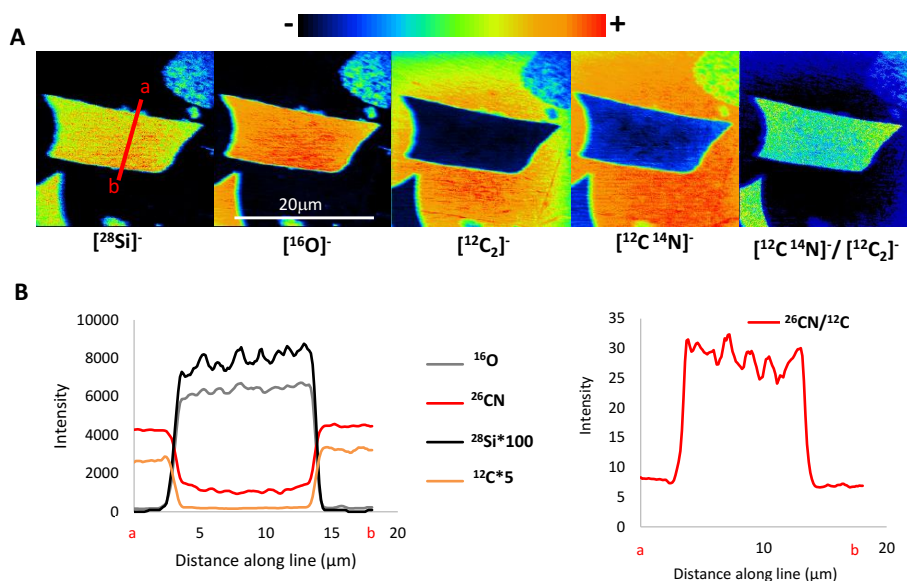 - +
A
a
b
20μm
[²⁸Si]⁻ [¹⁶O]⁻ [¹²C₂]⁻ [¹²C ¹⁴N]⁻ [¹²C ¹⁴N]⁻/ [¹²C₂]⁻
B
10000
8000
6000
4000
2000
0
Intensity
a 5 10 15 b 20
Distance along line (μm)
¹⁶O
²⁶CN
²⁸Si*100
¹²C*5
35
30
25
20
15
10
5
0
Intensity
²⁶CN/¹²C
a 10 b 20
Distance along line (μm)